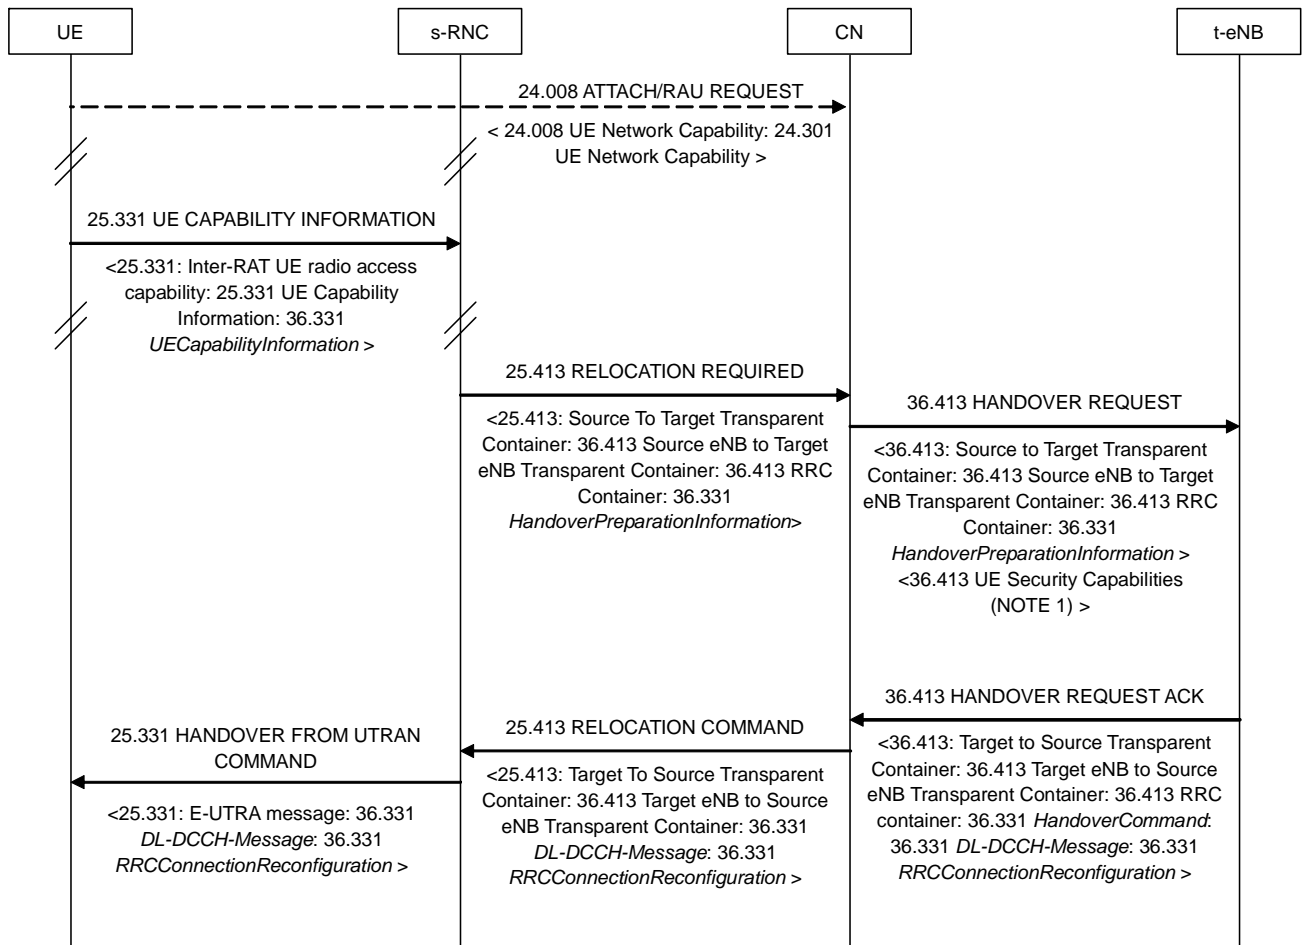 UE
s-RNC
CN
t-eNB
24.008 ATTACH/RAU REQUEST
< 24.008 UE Network Capability: 24.301
UE Network Capability >
25.331 UE CAPABILITY INFORMATION
<25.331: Inter-RAT UE radio access
capability: 25.331 UE Capability
Information: 36.331
UECapabilityInformation >
25.413 RELOCATION REQUIRED
<25.413: Source To Target Transparent
Container: 36.413 Source eNB to Target
eNB Transparent Container: 36.413 RRC
Container: 36.331
HandoverPreparationInformation>
36.413 HANDOVER REQUEST
<36.413: Source to Target Transparent
Container: 36.413 Source eNB to Target
eNB Transparent Container: 36.413 RRC
Container: 36.331
HandoverPreparationInformation >
<36.413 UE Security Capabilities
(NOTE 1) >
36.413 HANDOVER REQUEST ACK
<36.413: Target to Source Transparent
Container: 36.413 Target eNB to Source
eNB Transparent Container: 36.413 RRC
container: 36.331 HandoverCommand:
36.331 DL-DCCH-Message: 36.331
RRCConnectionReconfiguration >
25.413 RELOCATION COMMAND
<25.413: Target To Source Transparent
Container: 36.413 Target eNB to Source
eNB Transparent Container: 36.331
DL-DCCH-Message: 36.331
RRCConnectionReconfiguration >
25.331 HANDOVER FROM UTRAN
COMMAND
<25.331: E-UTRA message: 36.331
DL-DCCH-Message: 36.331
RRCConnectionReconfiguration >